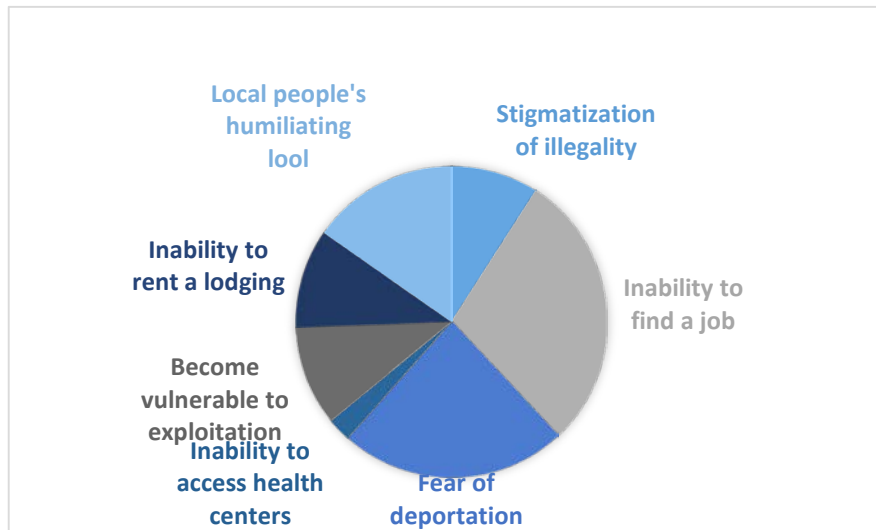 Local people's
humiliating
lool
Stigmatization
of illegality
Inability to
rent a lodging
Inability to
find a job
Become
vulnerable to
exploitation
Inability to
access health
centers
Fear of
deportation